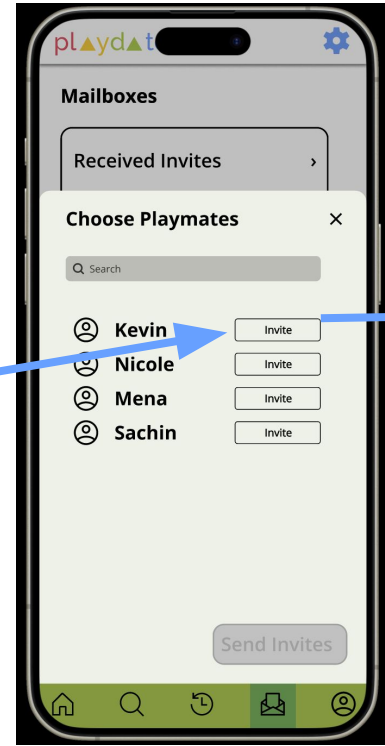 playdat
Mailboxes
Received Invites
Choose Playmates
Search
Kevin Invite
Nicole Invite
Mena Invite
Sachin Invite
Send Invites